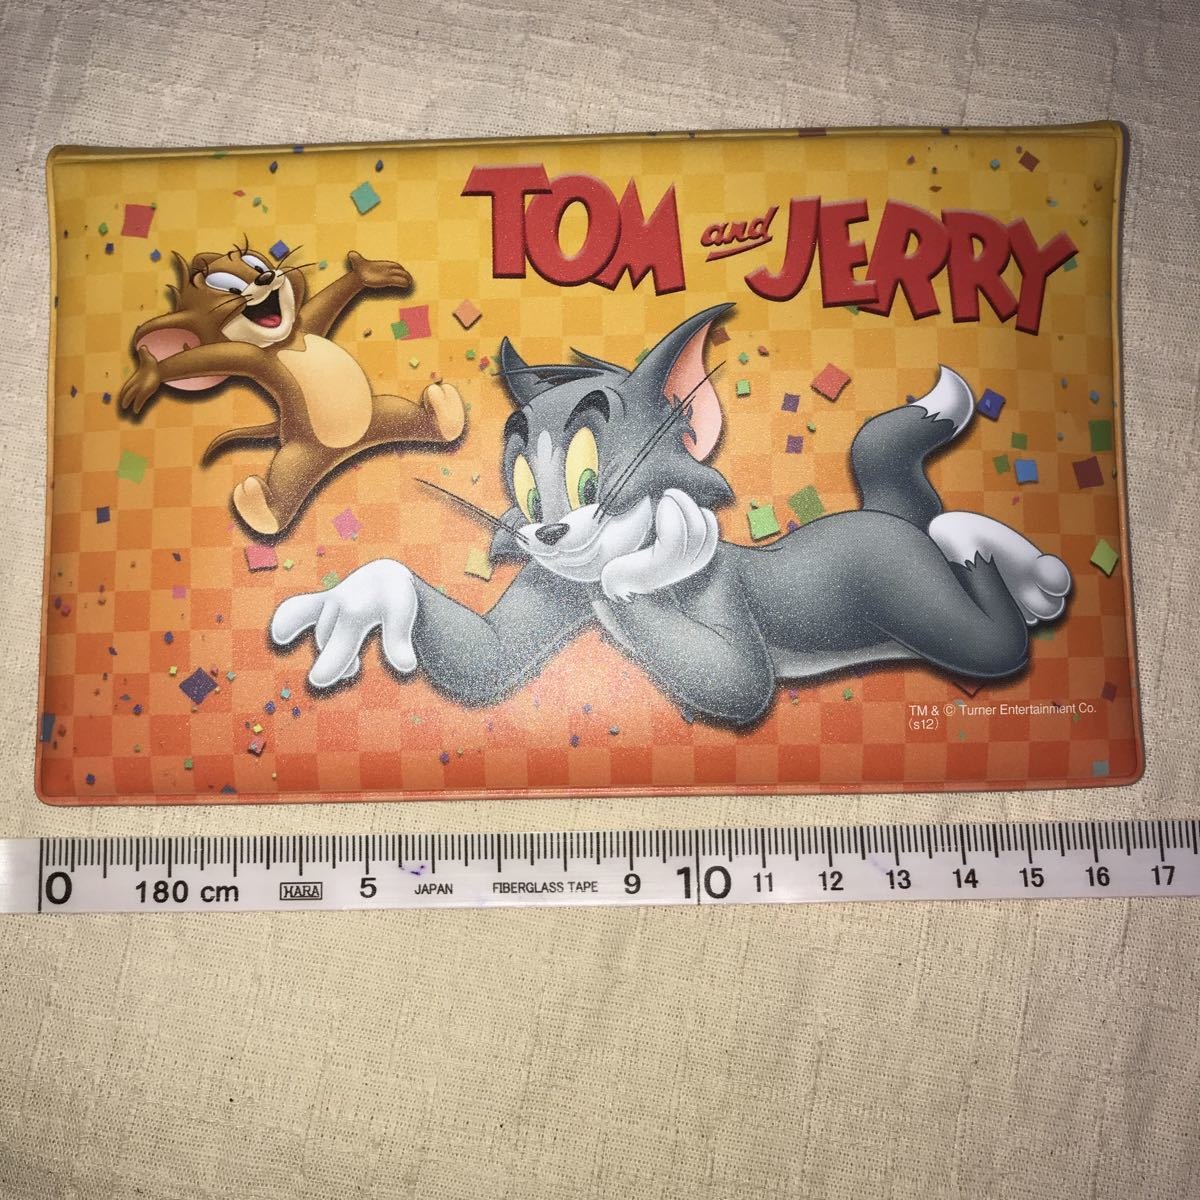 TOM and JERRY
TM & © Turner Entertainment Co.
(s12)
0 180 cm HARA 5 JAPAN FIBERGLASS TAPE 9 10 11 12 13 14 15 16 17